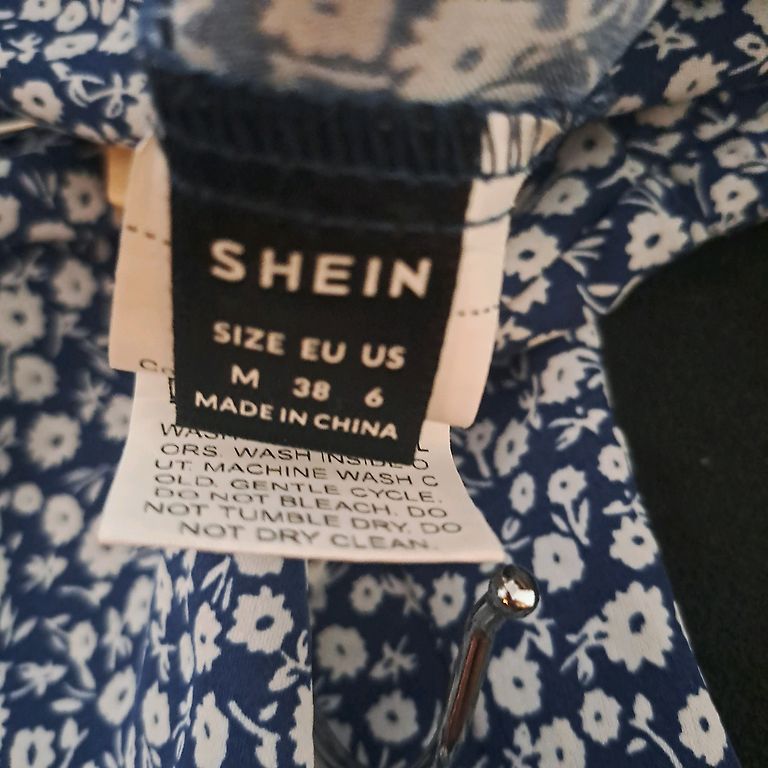 SHEIN
SIZE EU US
M 38 6
MADE IN CHINA
ORS. WASH INSIDE O
UT. MACHINE WASH C
OLD. GENTLE CYCLE.
DO NOT BLEACH. DO
NOT TUMBLE DRY. DO
NOT DRY CLEAN.